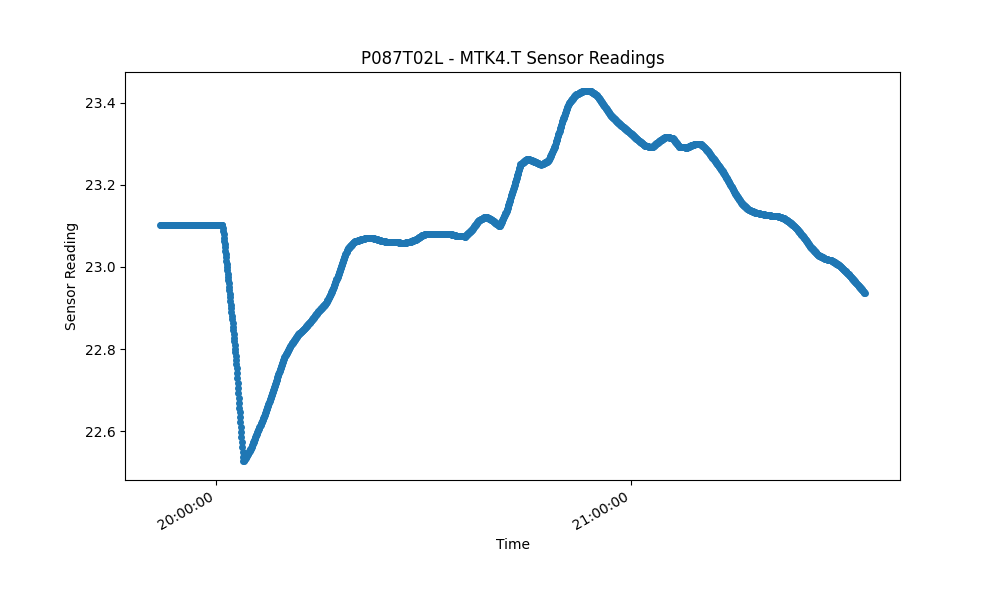 P087T02L - MTK4.T Sensor Readings
23.4
23.2
23.0
22.8
22.6
Sensor Reading
20:00:00
21:00:00
Time